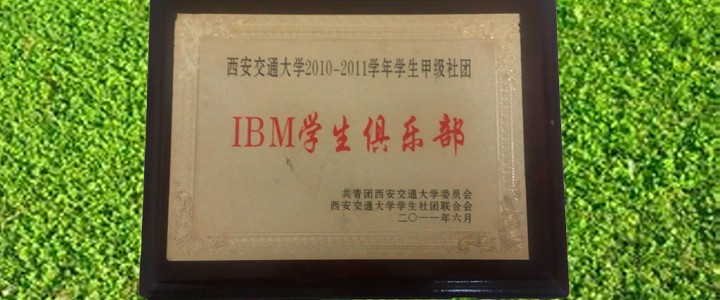 西安交通大学2010-2011学年学生甲级社团
IBM学生俱乐部
共青团西安交通大学委员会
西安交通大学学生社团联合会
二〇一一年六月